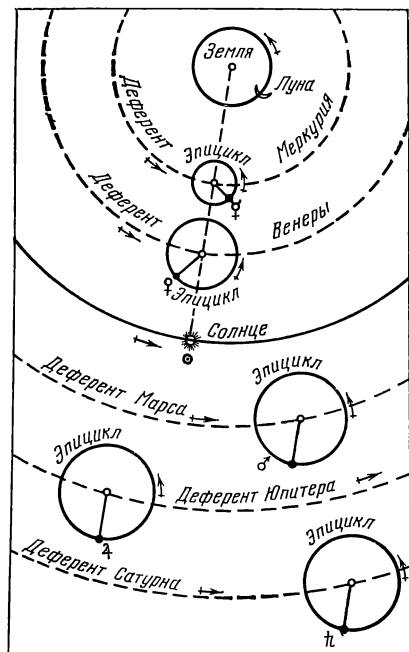 Земля
Луна
Деферент Меркурия
Эпицикл
☿
Деферент Венеры
♀
Эпицикл
Солнце
☉
Деферент Марса
Эпицикл
♂
Эпицикл
Деферент Юпитера
♃
Деферент Сатурна
Эпицикл
♄